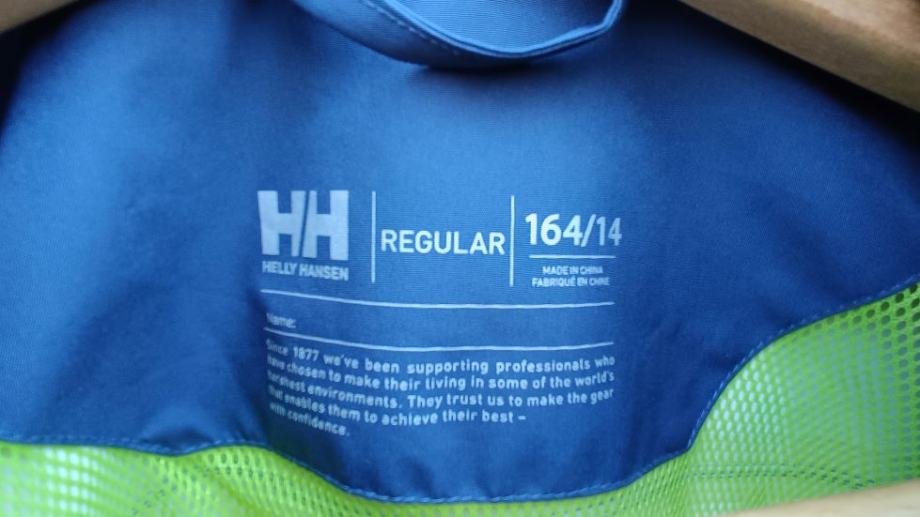 HH
HELLY HANSEN
REGULAR
164/14
MADE IN CHINA
FABRIQUÉ EN CHINE
Name:
Since 1877 we've been supporting professionals who
have chosen to make their living in some of the world's
harshest environments. They trust us to make the gear
that enables them to achieve their best –
with confidence.